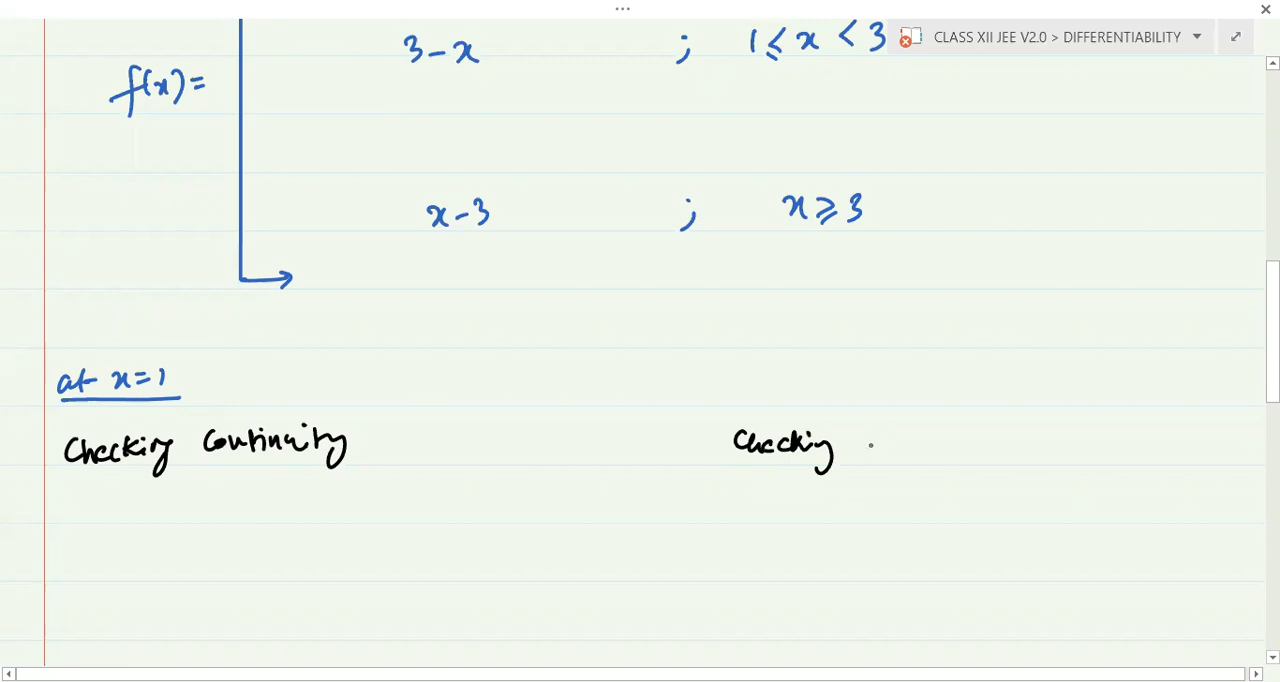 CLASS XII JEE V2.0 > DIFFERENTIABILITY
3-x ; 1 ≤ x < 3
f(x)=
x-3 ; x ⩾ 3
at x=1
Checking Continuity
Checking